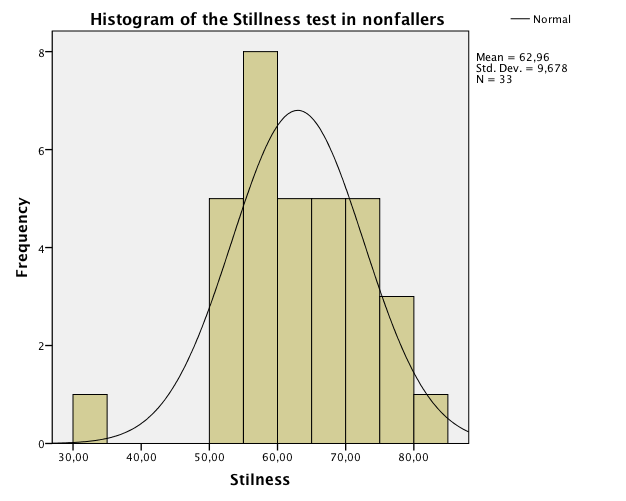 Histogram of the Stillness test in nonfallers
Normal
Mean = 62,96
Std. Dev. = 9,678
N = 33
Frequency
8
6
4
2
0
30,00 40,00 50,00 60,00 70,00 80,00
Stilness